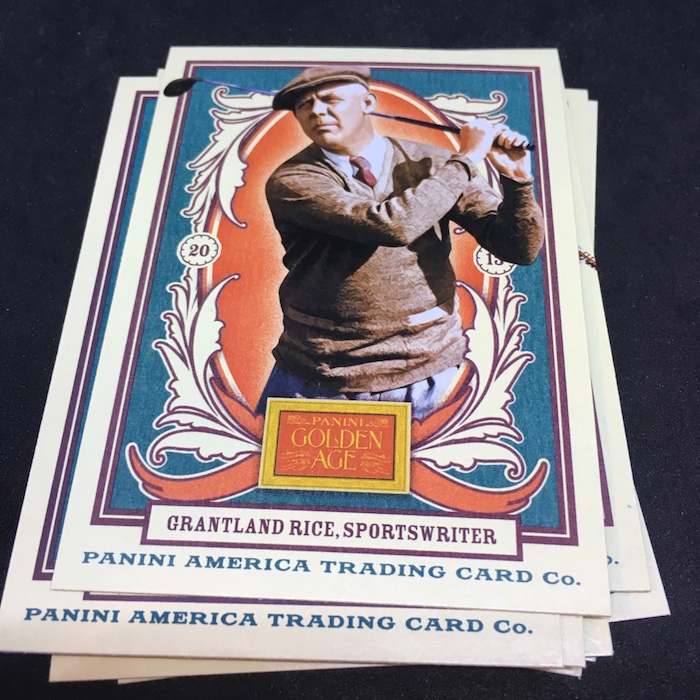 20
13
PANINI
GOLDEN
AGE
GRANTLAND RICE, SPORTSWRITER
PANINI AMERICA TRADING CARD Co.
PANINI AMERICA TRADING CARD Co.